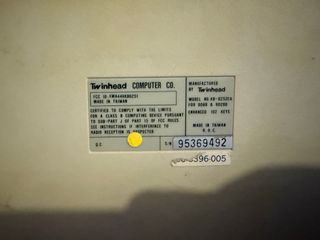 Twinhead COMPUTER CO.
FCC ID.
MADE IN TAIWAN
CERTIFIED TO COMPLY WITH THE LIMITS
FOR A CLASS B COMPUTING DEVICE PURSUANT
TO SUB-PART J OF PART 15 OF FCC RULES.
SEE INSTRUCTIONS IF INTERFERENCE TO
RADIO RECEPTION IS SUSPECTED.
Q.C
MANUFACTURED
BY Twinhead
MODEL NO.
FOR 8088 & 80286
ENHANCED 102 KEYS
MADE IN TAIWAN
R.O.C.
S/N 95369492
396 005